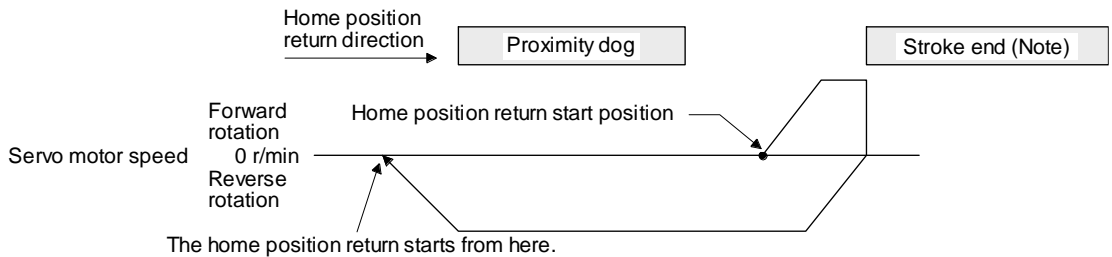 Home position
return direction
Proximity dog
Stroke end (Note)
Forward
rotation
Home position return start position
Servo motor speed
0 r/min
Reverse
rotation
The home position return starts from here.